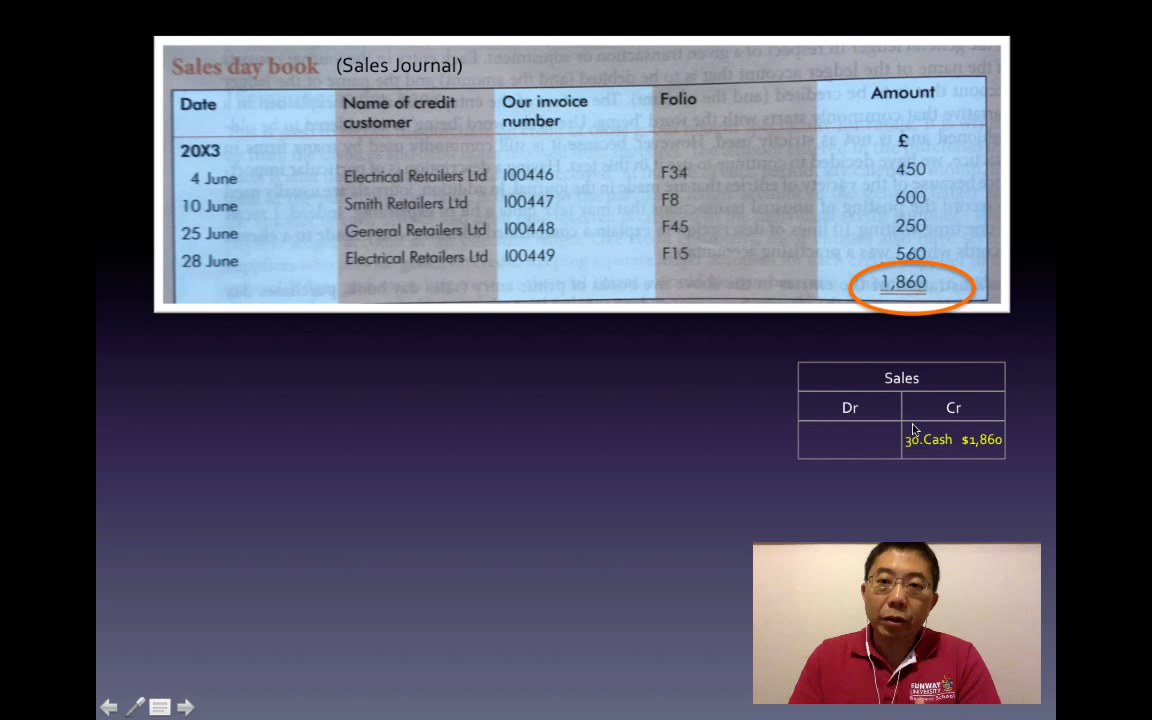 Sales day book (Sales Journal)
Date Name of credit customer Our invoice number Folio Amount
£
20X3
4 June Electrical Retailers Ltd I00446 F34 450
10 June Smith Retailers Ltd I00447 F8 600
25 June General Retailers Ltd I00448 F45 250
28 June Electrical Retailers Ltd I00449 F15 560
1,860
Sales
Dr Cr
30.Cash $1,860
SUNWAY
UNIVERSITY